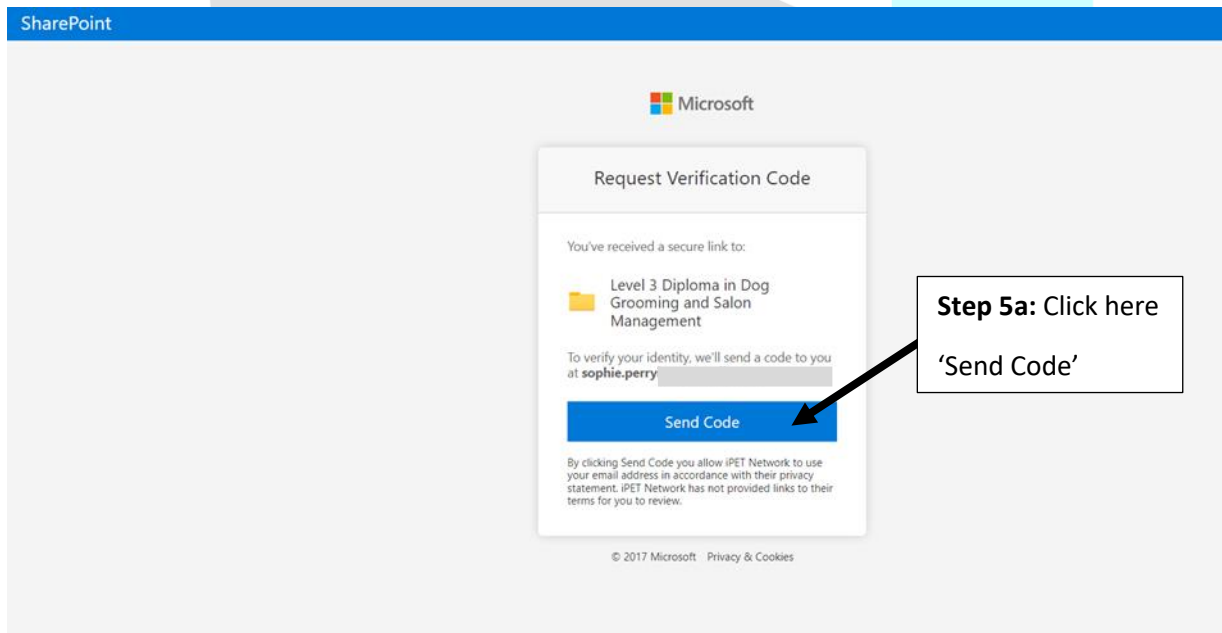 SharePoint
Microsoft
Request Verification Code
You've received a secure link to:
Level 3 Diploma in Dog
Grooming and Salon
Management
To verify your identity, we'll send a code to you
at sophie.perry
Send Code
By clicking Send Code you allow iPET Network to use
your email address in accordance with their privacy
statement. iPET Network has not provided links to their
terms for you to review.
© 2017 Microsoft Privacy & Cookies
Step 5a: Click here
‘Send Code’